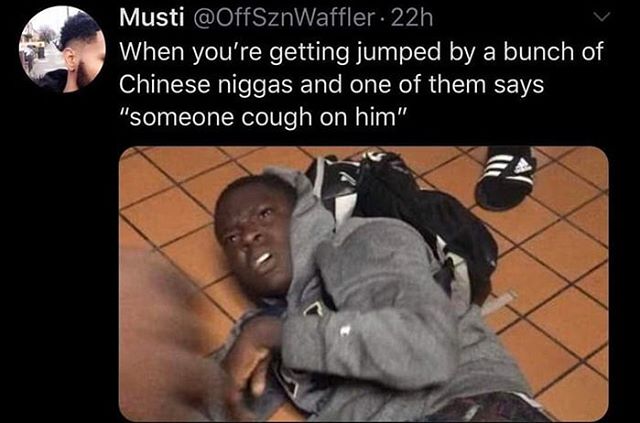 Musti @OffSznWaffler · 22h
When you're getting jumped by a bunch of
Chinese niggas and one of them says
"someone cough on him"